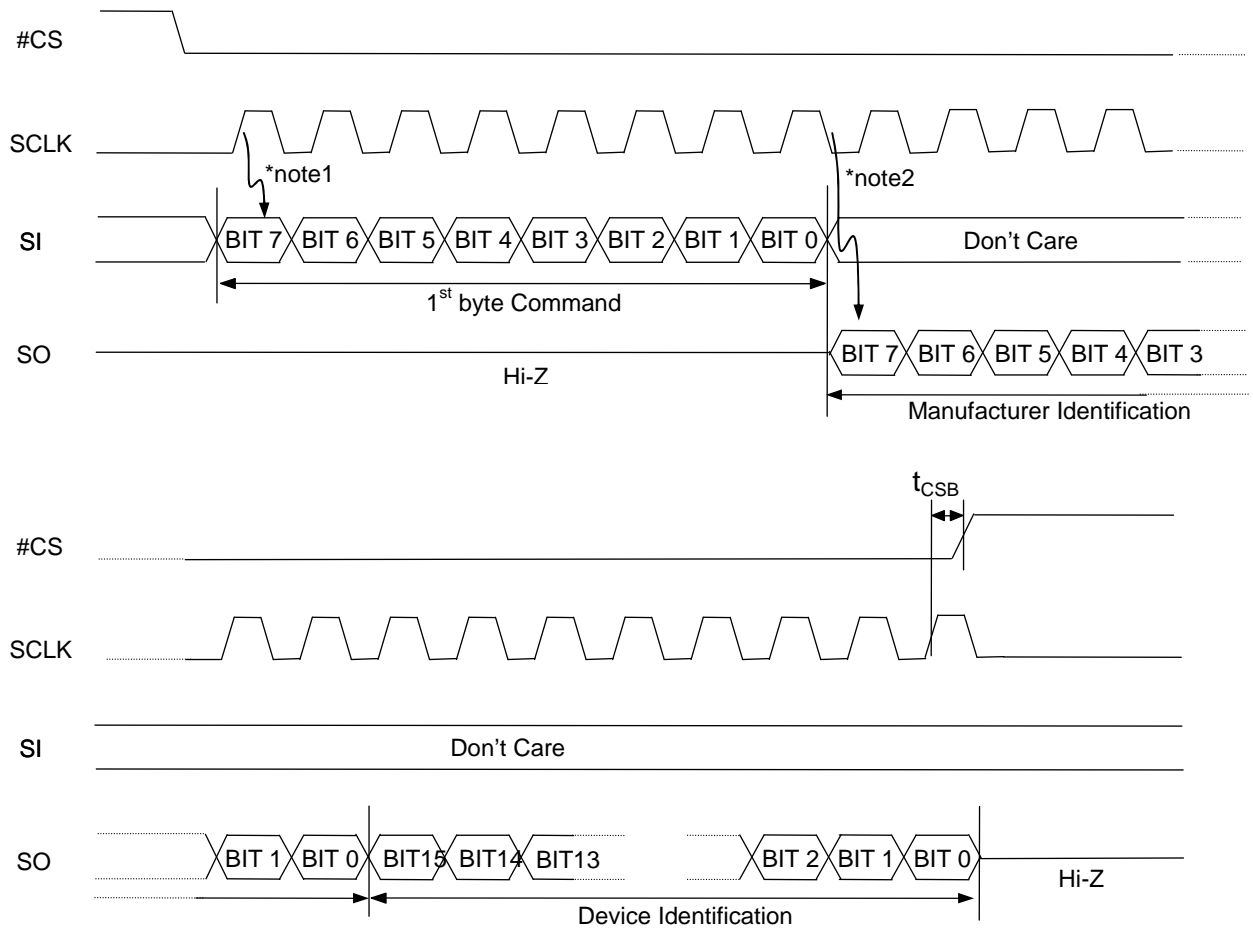 #CS
SCLK
*note1
*note2
SI
BIT 7 BIT 6 BIT 5 BIT 4 BIT 3 BIT 2 BIT 1 BIT 0
Don't Care
1st byte Command
SO
Hi-Z
BIT 7 BIT 6 BIT 5 BIT 4 BIT 3
Manufacturer Identification
tCSB
#CS
SCLK
SI
Don't Care
SO
BIT 1 BIT 0 BIT15 BIT14 BIT13 BIT 2 BIT 1 BIT 0
Hi-Z
Device Identification